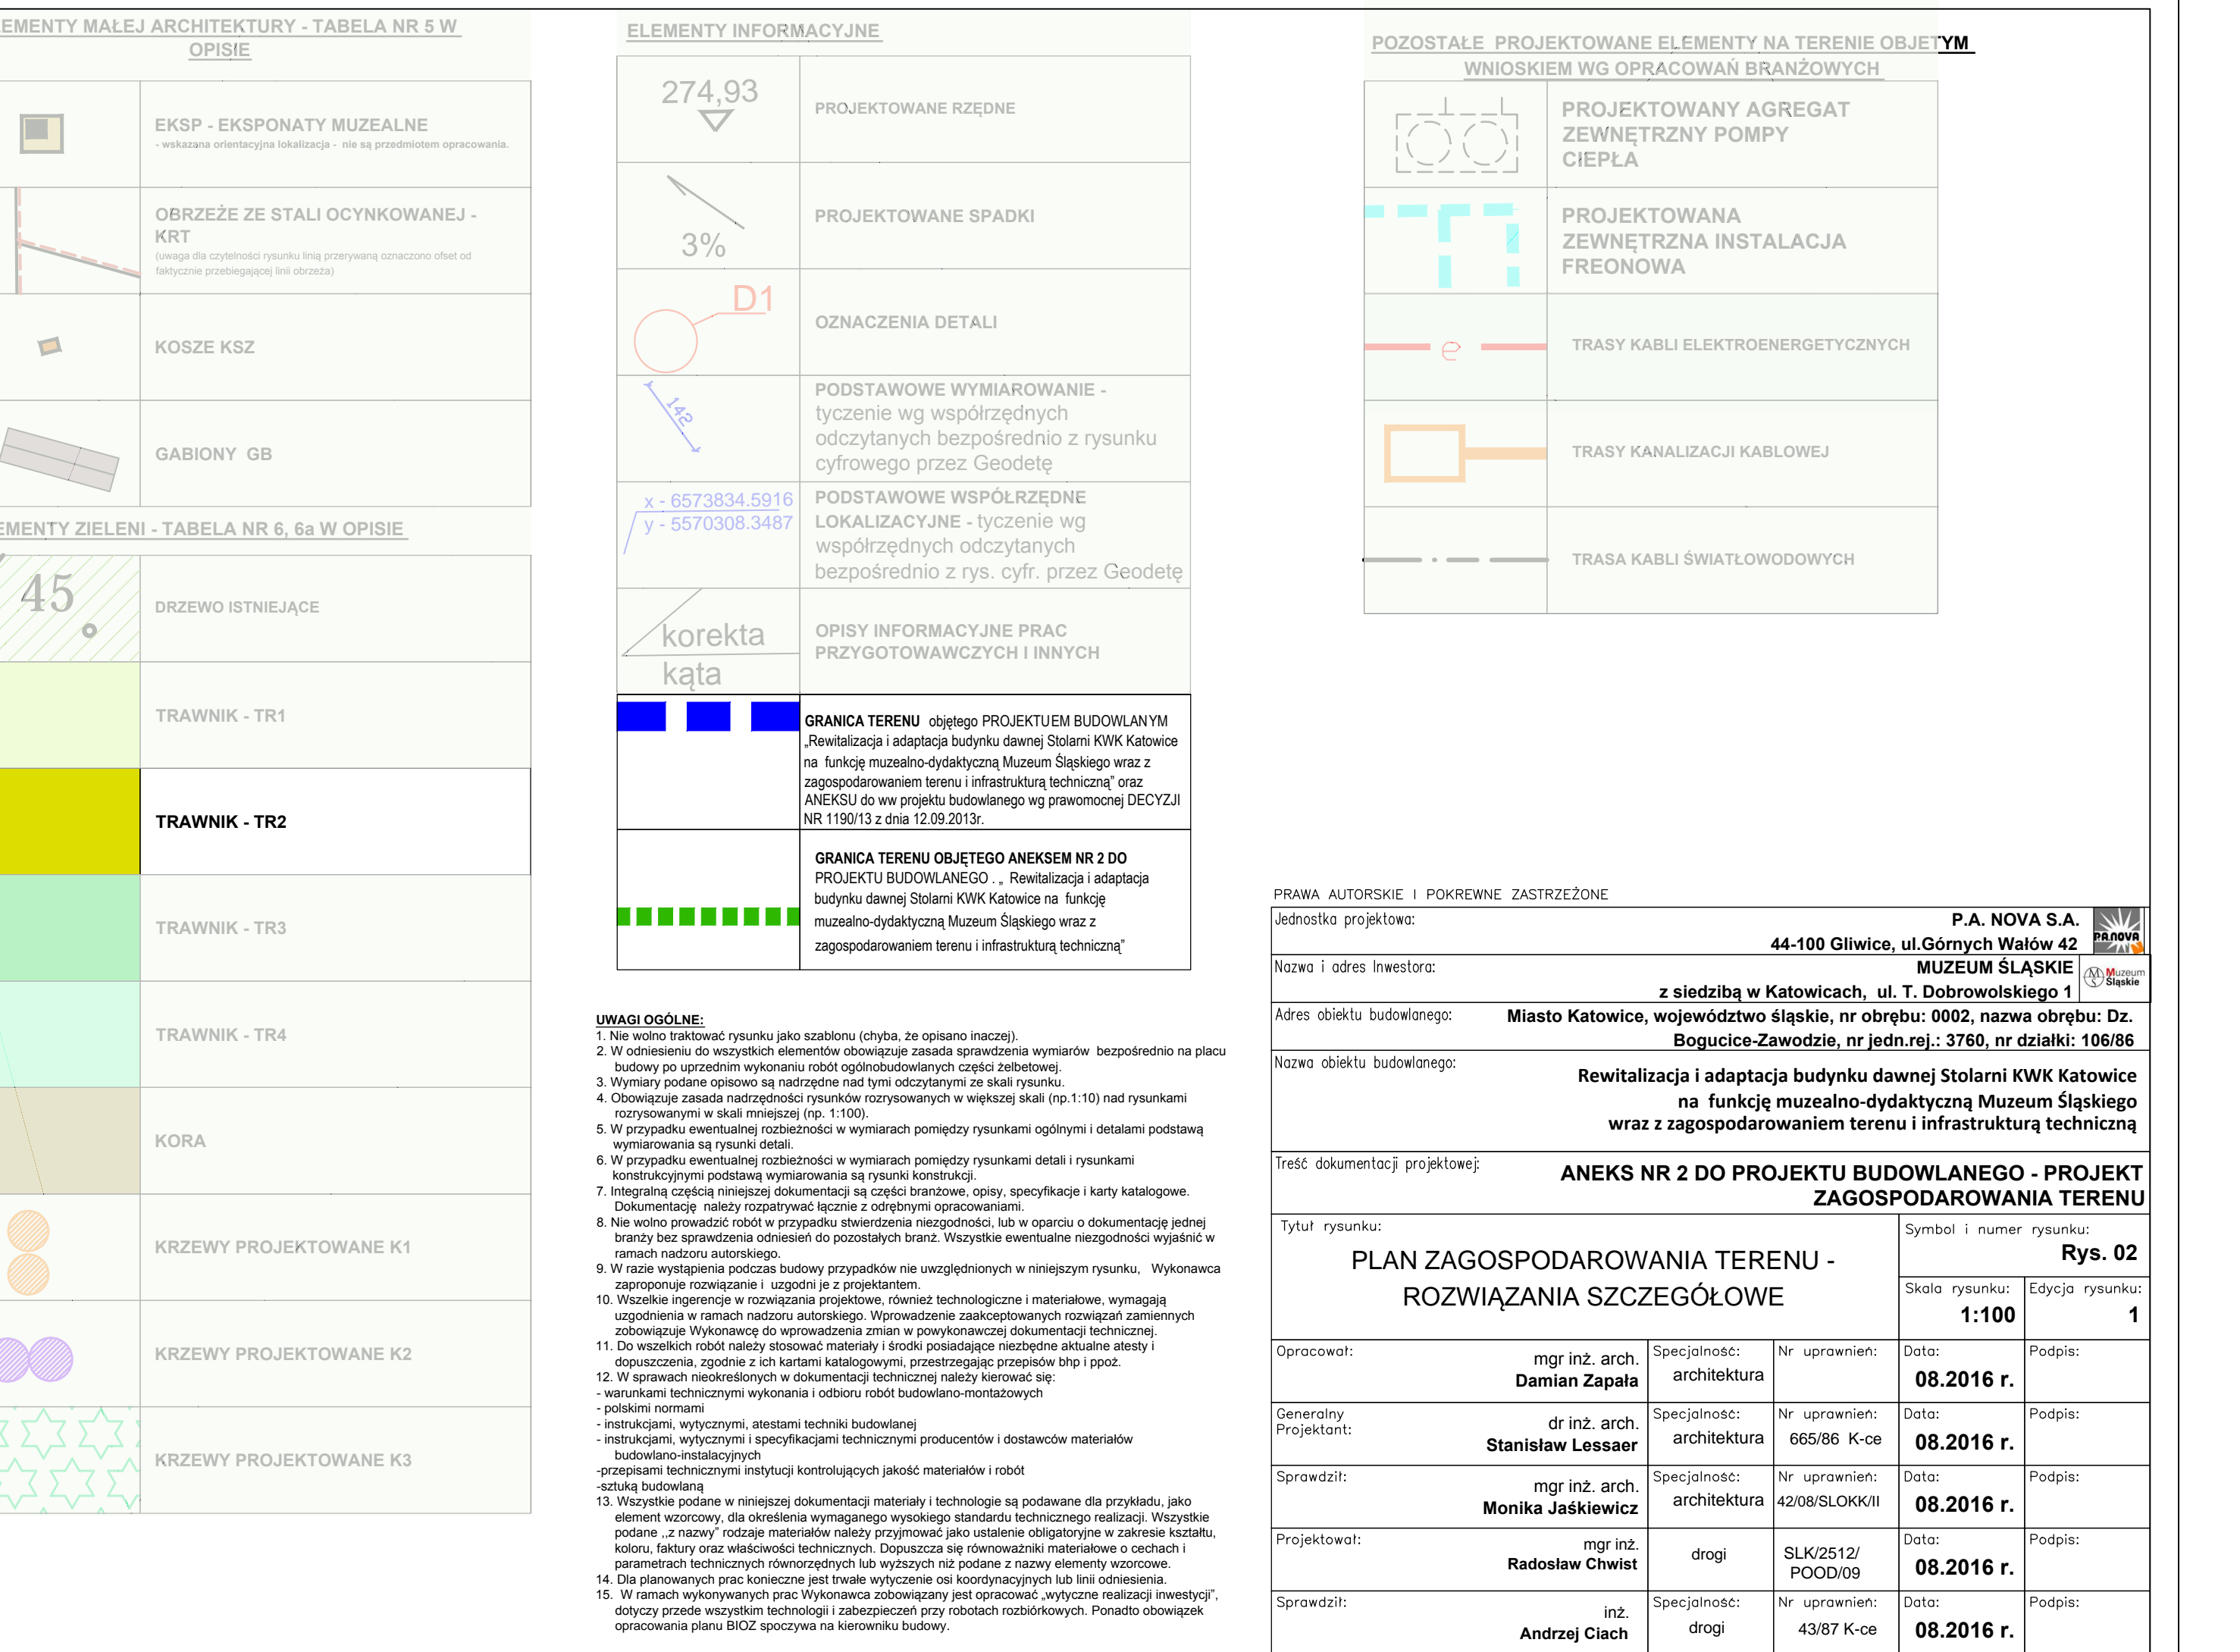 EMENTY MAŁEJ ARCHITEKTURY - TABELA NR 5 W
OPISIE
EKSP - EKSPONATY MUZEALNE
- wskazana orientacyjna lokalizacja - nie są przedmiotem opracowania.
OBRZEŻE ZE STALI OCYNKOWANEJ -
KRT
(uwaga dla czytelności rysunku linią przerywaną oznaczono ofset od
faktycznie przebiegającej linii obrzeża)
KOSZE KSZ
GABIONY GB
EMENTY ZIELENI - TABELA NR 6, 6a W OPISIE
45
DRZEWO ISTNIEJĄCE
TRAWNIK - TR1
TRAWNIK - TR2
TRAWNIK - TR3
TRAWNIK - TR4
KORA
KRZEWY PROJEKTOWANE K1
KRZEWY PROJEKTOWANE K2
KRZEWY PROJEKTOWANE K3
ELEMENTY INFORMACYJNE
274,93
PROJEKTOWANE RZĘDNE
3%
PROJEKTOWANE SPADKI
D1
OZNACZENIA DETALI
142
PODSTAWOWE WYMIAROWANIE -
tyczenie wg współrzędnych
odczytanych bezpośrednio z rysunku
cyfrowego przez Geodetę
x - 6573834.5916
y - 5570308.3487
PODSTAWOWE WSPÓŁRZĘDNE
LOKALIZACYJNE - tyczenie wg
współrzędnych odczytanych
bezpośrednio z rys. cyfr. przez Geodetę
korekta
kąta
OPISY INFORMACYJNE PRAC
PRZYGOTOWAWCZYCH I INNYCH
GRANICA TERENU objętego PROJEKTUEM BUDOWLANYM
„Rewitalizacja i adaptacja budynku dawnej Stolarni KWK Katowice
na funkcję muzealno-dydaktyczną Muzeum Śląskiego wraz z
zagospodarowaniem terenu i infrastrukturą techniczną” oraz
ANEKSU do ww projektu budowlanego wg prawomocnej DECYZJI
NR 1190/13 z dnia 12.09.2013r.
GRANICA TERENU OBJĘTEGO ANEKSEM NR 2 DO
PROJEKTU BUDOWLANEGO . „ Rewitalizacja i adaptacja
budynku dawnej Stolarni KWK Katowice na funkcję
muzealno-dydaktyczną Muzeum Śląskiego wraz z
zagospodarowaniem terenu i infrastrukturą techniczną”
UWAGI OGÓLNE:
1. Nie wolno traktować rysunku jako szablonu (chyba, że opisano inaczej).
2. W odniesieniu do wszystkich elementów obowiązuje zasada sprawdzenia wymiarów bezpośrednio na placu
budowy po uprzednim wykonaniu robót ogólnobudowlanych części żelbetowej.
3. Wymiary podane opisowo są nadrzędne nad tymi odczytanymi ze skali rysunku.
4. Obowiązuje zasada nadrzędności rysunków rozrysowanych w większej skali (np.1:10) nad rysunkami
rozrysowanymi w skali mniejszej (np. 1:100).
5. W przypadku ewentualnej rozbieżności w wymiarach pomiędzy rysunkami ogólnymi i detalami podstawą
wymiarowania są rysunki detali.
6. W przypadku ewentualnej rozbieżności w wymiarach pomiędzy rysunkami detali i rysunkami
konstrukcyjnymi podstawą wymiarowania są rysunki konstrukcji.
7. Integralną częścią niniejszej dokumentacji są części branżowe, opisy, specyfikacje i karty katalogowe.
Dokumentację należy rozpatrywać łącznie z odrębnymi opracowaniami.
8. Nie wolno prowadzić robót w przypadku stwierdzenia niezgodności, lub w oparciu o dokumentację jednej
branży bez sprawdzenia odniesień do pozostałych branż. Wszystkie ewentualne niezgodności wyjaśnić w
ramach nadzoru autorskiego.
9. W razie wystąpienia podczas budowy przypadków nie uwzględnionych w niniejszym rysunku, Wykonawca
zaproponuje rozwiązanie i uzgodni je z projektantem.
10. Wszelkie ingerencje w rozwiązania projektowe, również technologiczne i materiałowe, wymagają
uzgodnienia w ramach nadzoru autorskiego. Wprowadzenie zaakceptowanych rozwiązań zamiennych
zobowiązuje Wykonawcę do wprowadzenia zmian w powykonawczej dokumentacji technicznej.
11. Do wszelkich robót należy stosować materiały i środki posiadające niezbędne aktualne atesty i
dopuszczenia, zgodnie z ich kartami katalogowymi, przestrzegając przepisów bhp i ppoż.
12. W sprawach nieokreślonych w dokumentacji technicznej należy kierować się:
- warunkami technicznymi wykonania i odbioru robót budowlano-montażowych
- polskimi normami
- instrukcjami, wytycznymi, atestami techniki budowlanej
- instrukcjami, wytycznymi i specyfikacjami technicznymi producentów i dostawców materiałów
budowlano-instalacyjnych
-przepisami technicznymi instytucji kontrolujących jakość materiałów i robót
-sztuką budowlaną
13. Wszystkie podane w niniejszej dokumentacji materiały i technologie są podawane dla przykładu, jako
element wzorcowy, dla określenia wymaganego wysokiego standardu technicznego realizacji. Wszystkie
podane ,,z nazwy” rodzaje materiałów należy przyjmować jako ustalenie obligatoryjne w zakresie kształtu,
koloru, faktury oraz właściwości technicznych. Dopuszcza się równoważniki materiałowe o cechach i
parametrach technicznych równorzędnych lub wyższych niż podane z nazwy elementy wzorcowe.
14. Dla planowanych prac konieczne jest trwałe wytyczenie osi koordynacyjnych lub linii odniesienia.
15. W ramach wykonywanych prac Wykonawca zobowiązany jest opracować „wytyczne realizacji inwestycji”,
dotyczy przede wszystkim technologii i zabezpieczeń przy robotach rozbiórkowych. Ponadto obowiązek
opracowania planu BIOZ spoczywa na kierowniku budowy.
POZOSTAŁE PROJEKTOWANE ELEMENTY NA TERENIE OBJETYM
WNIOSKIEM WG OPRACOWAŃ BRANŻOWYCH
PROJEKTOWANY AGREGAT
ZEWNĘTRZNY POMPY
CIEPŁA
PROJEKTOWANA
ZEWNĘTRZNA INSTALACJA
FREONOWA
e
TRASY KABLI ELEKTROENERGETYCZNYCH
TRASY KANALIZACJI KABLOWEJ
TRASA KABLI ŚWIATŁOWODOWYCH
PRAWA AUTORSKIE I POKREWNE ZASTRZEŻONE
Jednostka projektowa:
P.A. NOVA S.A.
44-100 Gliwice, ul.Górnych Wałów 42
PA NOVA
Nazwa i adres Inwestora:
MUZEUM ŚLĄSKIE
z siedzibą w Katowicach, ul. T. Dobrowolskiego 1
M Ś Muzeum
Śląskie
Adres obiektu budowlanego:
Miasto Katowice, województwo śląskie, nr obrębu: 0002, nazwa obrębu: Dz.
Bogucice-Zawodzie, nr jedn.rej.: 3760, nr działki: 106/86
Nazwa obiektu budowlanego:
Rewitalizacja i adaptacja budynku dawnej Stolarni KWK Katowice
na funkcję muzealno-dydaktyczną Muzeum Śląskiego
wraz z zagospodarowaniem terenu i infrastrukturą techniczną
Treść dokumentacji projektowej:
ANEKS NR 2 DO PROJEKTU BUDOWLANEGO - PROJEKT
ZAGOSPODAROWANIA TERENU
Tytuł rysunku:
PLAN ZAGOSPODAROWANIA TERENU -
ROZWIĄZANIA SZCZEGÓŁOWE
Symbol i numer rysunku:
Rys. 02
Skala rysunku:
1:100
Edycja rysunku:
1
Opracował:
mgr inż. arch.
Damian Zapała
Specjalność:
architektura
Nr uprawnień:
Data:
08.2016 r.
Podpis:
Generalny
Projektant:
dr inż. arch.
Stanisław Lessaer
Specjalność:
architektura
Nr uprawnień:
665/86 K-ce
Data:
08.2016 r.
Podpis:
Sprawdził:
mgr inż. arch.
Monika Jaśkiewicz
Specjalność:
architektura
Nr uprawnień:
42/08/SLOKK/II
Data:
08.2016 r.
Podpis:
Projektował:
mgr inż.
Radosław Chwist
drogi
SLK/2512/
POOD/09
Data:
08.2016 r.
Podpis:
Sprawdził:
inż.
Andrzej Ciach
Specjalność:
drogi
Nr uprawnień:
43/87 K-ce
Data:
08.2016 r.
Podpis: